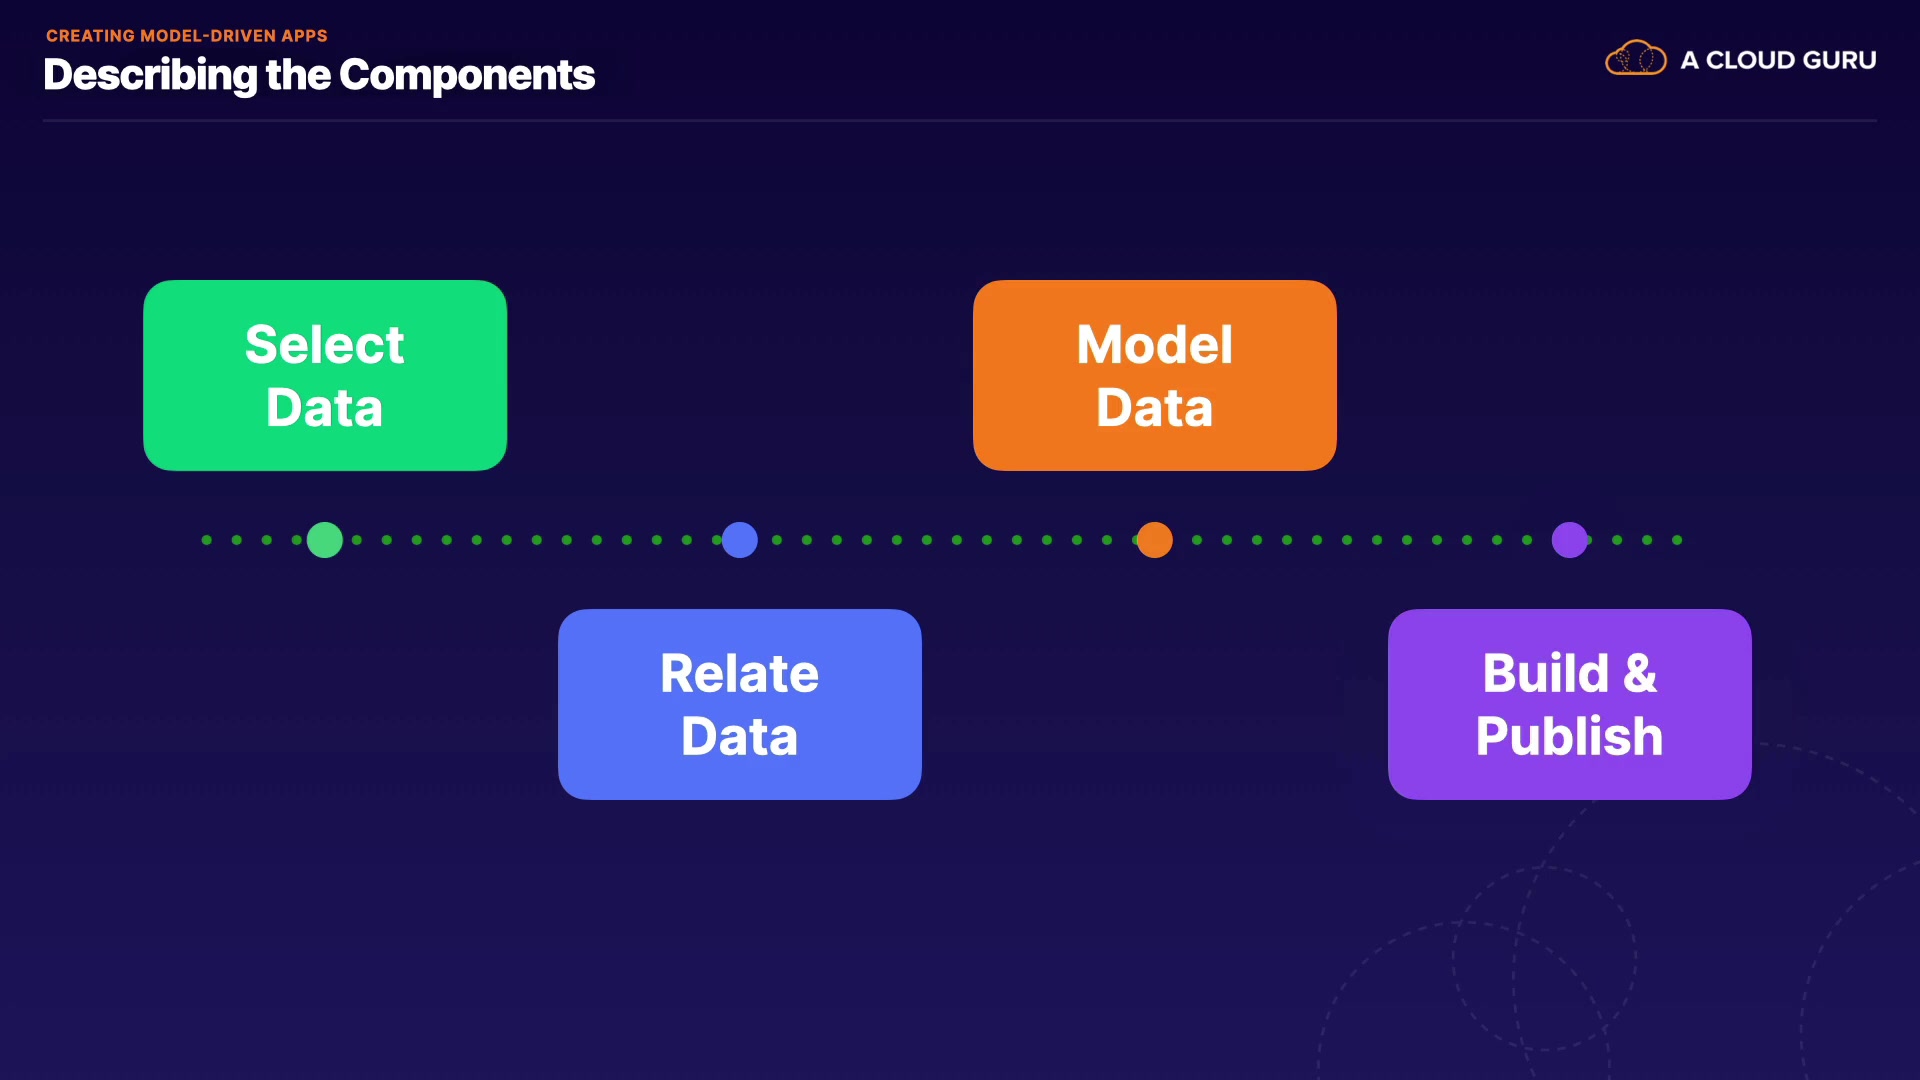 CREATING MODEL-DRIVEN APPS
Describing the Components
A CLOUD GURU
Select
Data
Relate
Data
Model
Data
Build &
Publish